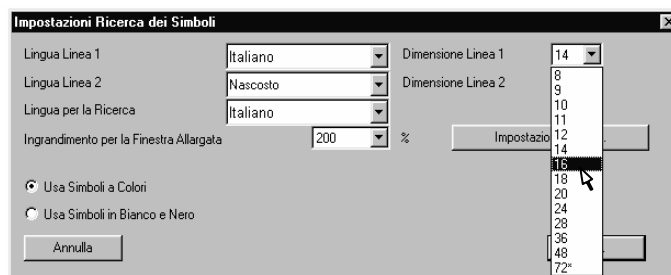 Impostazioni Ricerca dei Simboli
Lingua Linea 1 Italiano Dimensione Linea 1 14
Lingua Linea 2 Nascosto Dimensione Linea 2
Lingua per la Ricerca Italiano
Ingrandimento per la Finestra Allargata 200 % Impostazio
8
9
10
11
12
14
16
18
20
24
28
36
48
72*
Usa Simboli a Colori
Usa Simboli in Bianco e Nero
Annulla